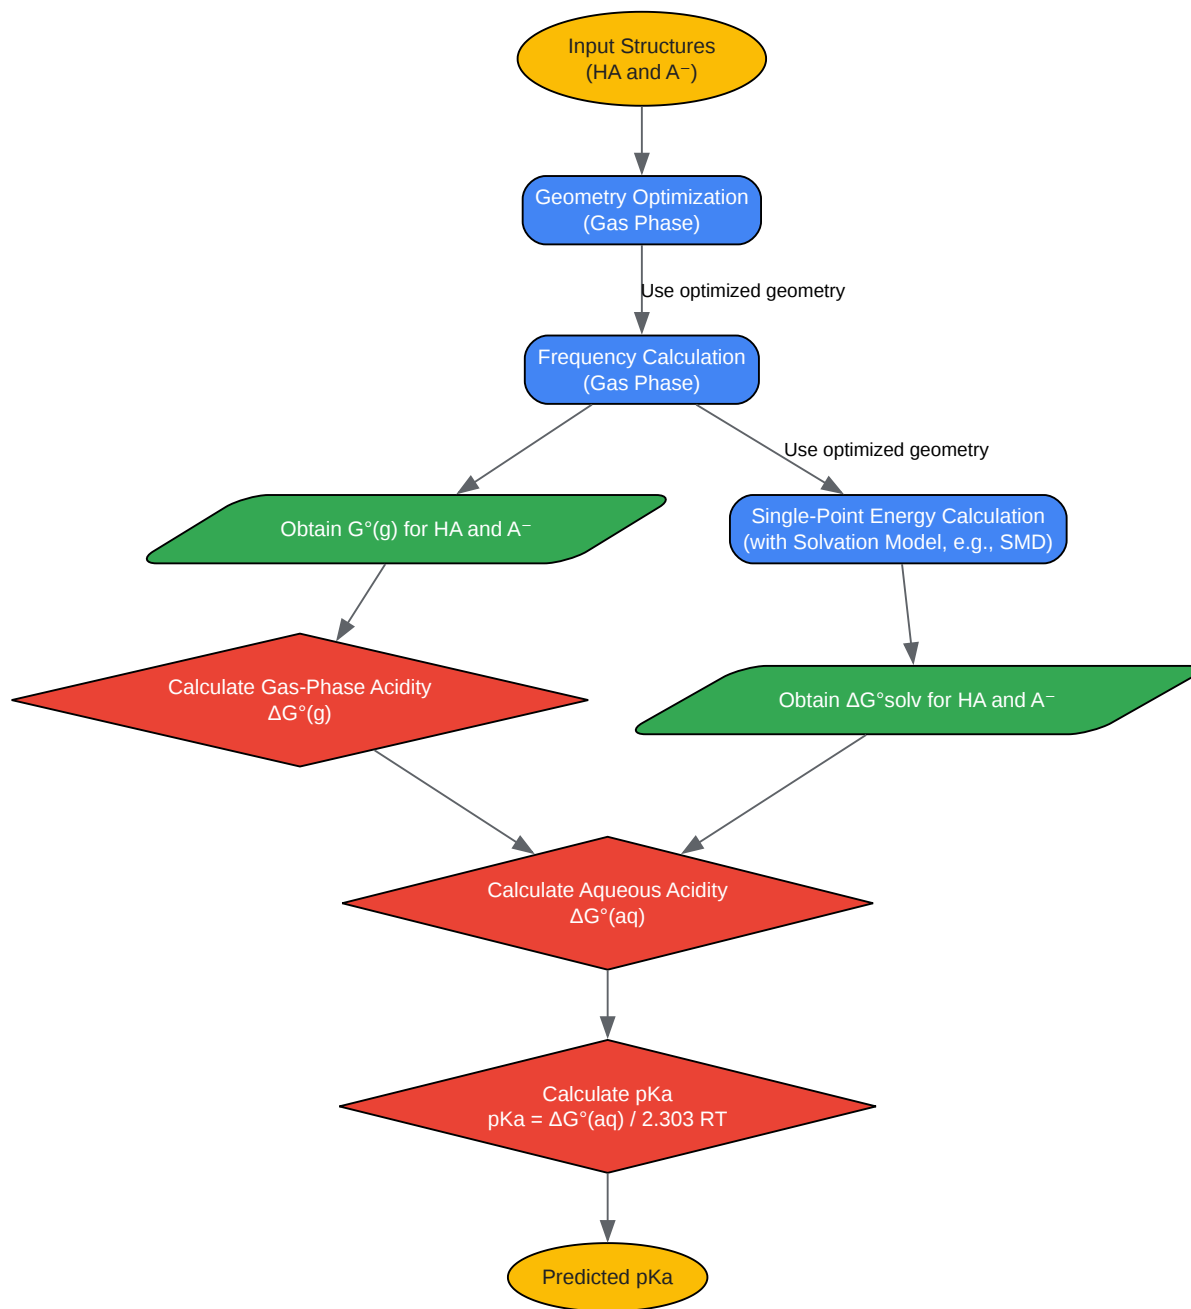 Input Structures
(HA and A⁻)
Geometry Optimization
(Gas Phase)
Use optimized geometry
Frequency Calculation
(Gas Phase)
Use optimized geometry
Obtain G°(g) for HA and A⁻
Single-Point Energy Calculation
(with Solvation Model, e.g., SMD)
Calculate Gas-Phase Acidity
ΔG°(g)
Obtain ΔG°solv for HA and A⁻
Calculate Aqueous Acidity
ΔG°(aq)
Calculate pKa
pKa = ΔG°(aq) / 2.303 RT
Predicted pKa